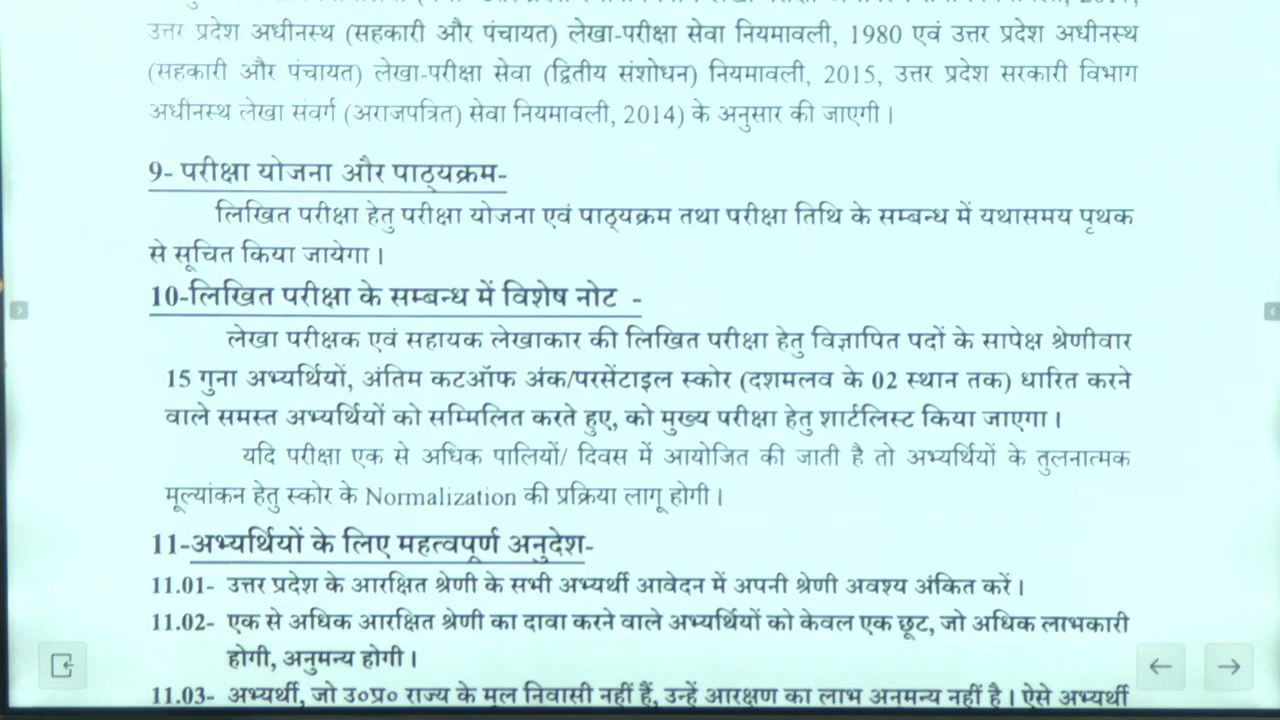 उत्तर प्रदेश अधीनस्थ (सहकारी और पंचायत) लेखा-परीक्षा सेवा नियमावली, 1980 एवं उत्तर प्रदेश अधीनस्थ
(सहकारी और पंचायत) लेखा-परीक्षा सेवा (द्वितीय संशोधन) नियमावली, 2015, उत्तर प्रदेश सरकारी विभाग
अधीनस्थ लेखा संवर्ग (अराजपत्रित) सेवा नियमावली, 2014) के अनुसार की जाएगी।
9- परीक्षा योजना और पाठ्यक्रम-
लिखित परीक्षा हेतु परीक्षा योजना एवं पाठ्यक्रम तथा परीक्षा तिथि के सम्बन्ध में यथासमय पृथक
से सूचित किया जायेगा।
10-लिखित परीक्षा के सम्बन्ध में विशेष नोट -
लेखा परीक्षक एवं सहायक लेखाकार की लिखित परीक्षा हेतु विज्ञापित पदों के सापेक्ष श्रेणीवार
15 गुना अभ्यर्थियों, अंतिम कटऑफ अंक/परसेंटाइल स्कोर (दशमलव के 02 स्थान तक) धारित करने
वाले समस्त अभ्यर्थियों को सम्मिलित करते हुए, को मुख्य परीक्षा हेतु शार्टलिस्ट किया जाएगा।
यदि परीक्षा एक से अधिक पालियों/ दिवस में आयोजित की जाती है तो अभ्यर्थियों के तुलनात्मक
मूल्यांकन हेतु स्कोर के Normalization की प्रक्रिया लागू होगी।
11-अभ्यर्थियों के लिए महत्वपूर्ण अनुदेश-
11.01- उत्तर प्रदेश के आरक्षित श्रेणी के सभी अभ्यर्थी आवेदन में अपनी श्रेणी अवश्य अंकित करें।
11.02- एक से अधिक आरक्षित श्रेणी का दावा करने वाले अभ्यर्थियों को केवल एक छूट, जो अधिक लाभकारी
होगी, अनुमन्य होगी।
11.03- अभ्यर्थी, जो उ०प्र० राज्य के मूल निवासी नहीं हैं, उन्हें आरक्षण का लाभ अनुमन्य नहीं है। ऐसे अभ्यर्थी